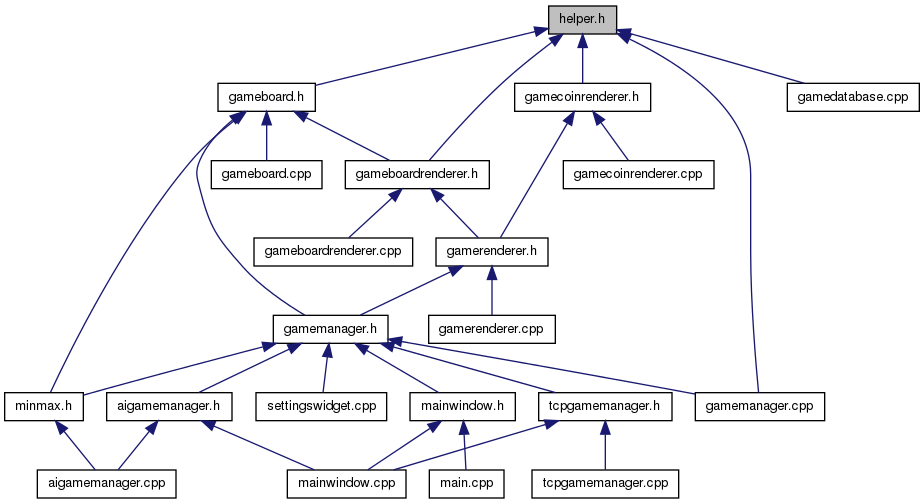 helper.h
gameboard.h
gamecoinrenderer.h
gamedatabase.cpp
gameboard.cpp
gameboardrenderer.h
gamecoinrenderer.cpp
gameboardrenderer.cpp
gamerenderer.h
gamemanager.h
gamerenderer.cpp
minmax.h
aigamemanager.h
settingswidget.cpp
mainwindow.h
tcpgamemanager.h
gamemanager.cpp
aigamemanager.cpp
mainwindow.cpp
main.cpp
tcpgamemanager.cpp